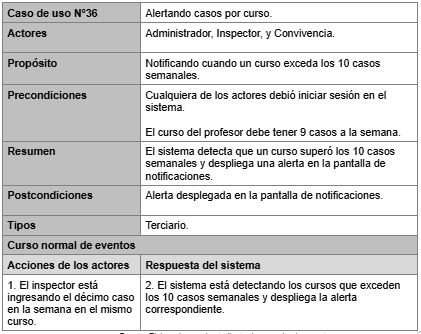 Caso de uso Nº36
Alertando casos por curso.
Actores
Administrador, Inspector, y Convivencia.
Propósito
Notificando cuando un curso exceda los 10 casos
semanales.
Precondiciones
Cualquiera de los actores debió iniciar sesión en el
sistema.
El curso del profesor debe tener 9 casos a la semana.
Resumen
El sistema detecta que un curso superó los 10 casos
semanales y despliega una alerta en la pantalla de
notificaciones.
Postcondiciones
Alerta desplegada en la pantalla de notificaciones.
Tipos
Terciario.
Curso normal de eventos
Acciones de los actores
Respuesta del sistema
1. El inspector está
ingresando el décimo caso
en la semana en el mismo
curso.
2. El sistema está detectando los cursos que exceden
los 10 casos semanales y despliega la alerta
correspondiente.